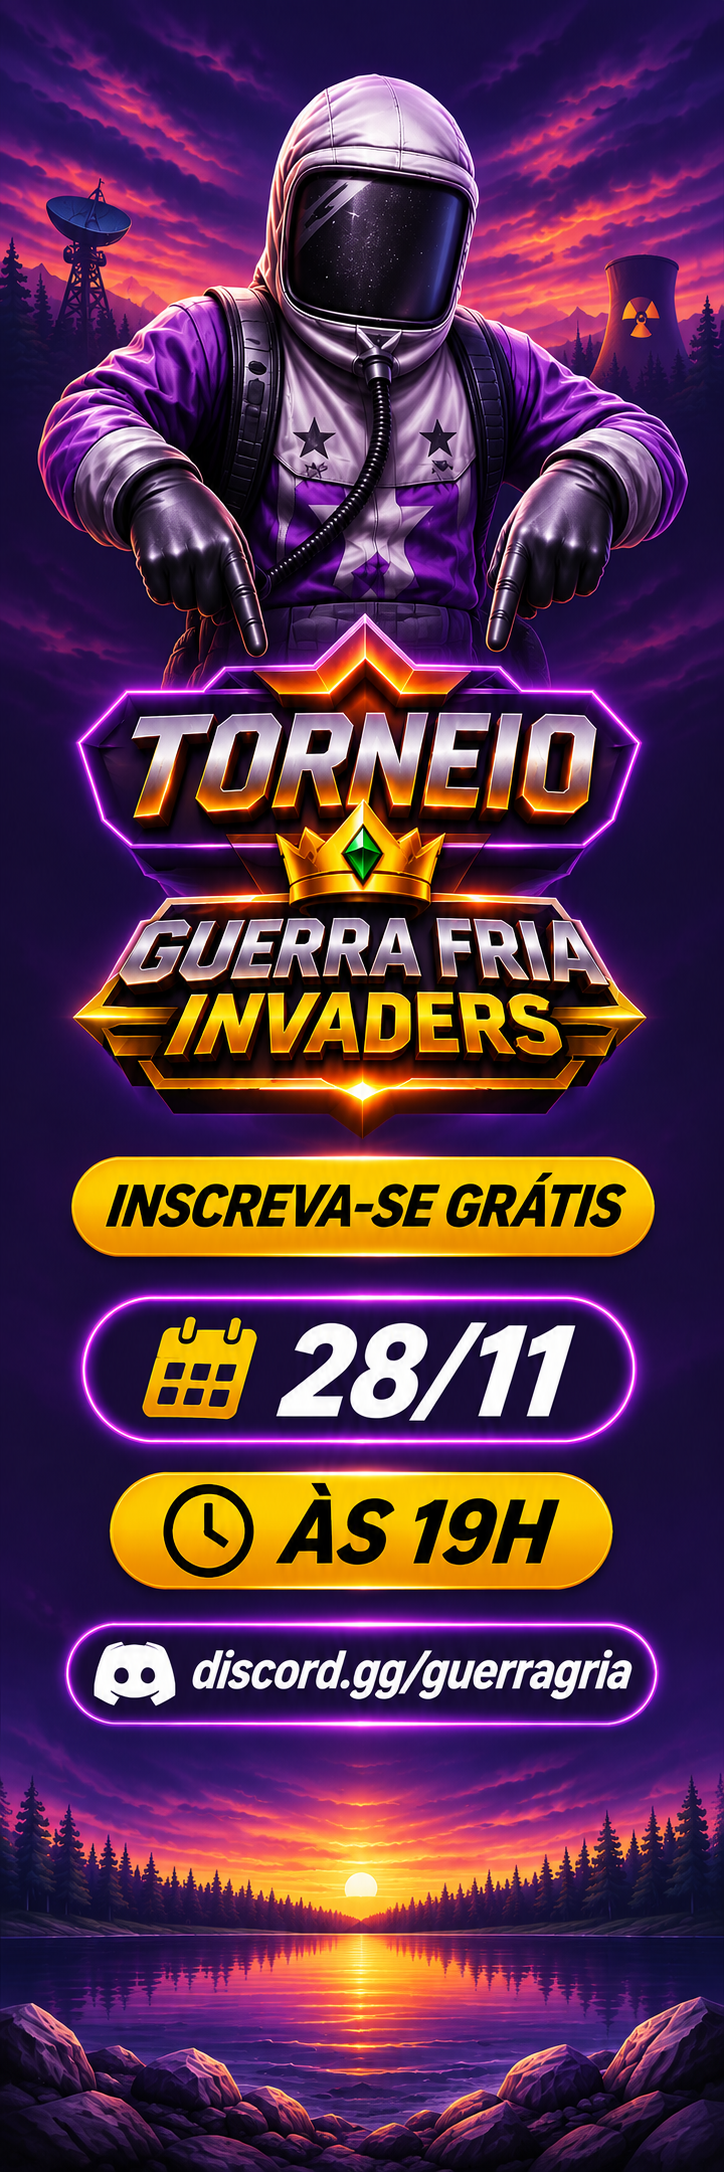 TORNEIO
GUERRA FRIA
INVADERS
INSCREVA-SE GRÁTIS
28/11
ÀS 19H
discord.gg/guerragria